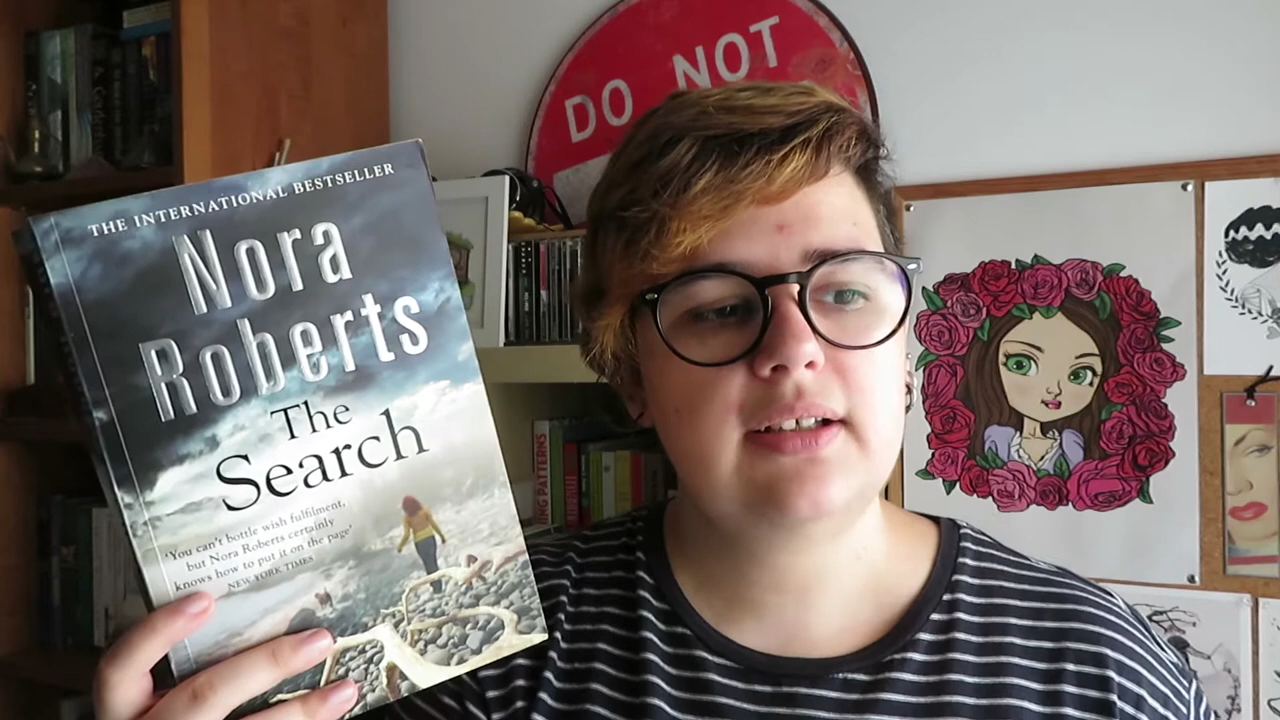 DO NOT
THE INTERNATIONAL BESTSELLER
Nora
Roberts
The
Search
'You can't bottle wish fulfilment,
but Nora Roberts certainly
knows how to put it on the page'
NEW YORK TIMES
PATTERNS